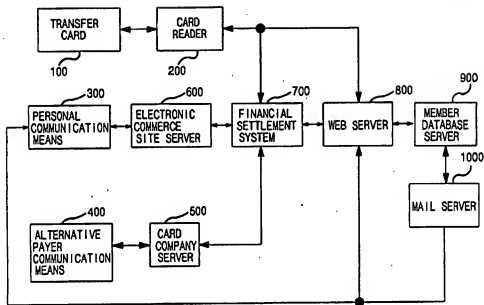 TRANSFER
CARD
100
CARD
READER
200
300
PERSONAL
COMMUNICATION
MEANS
600
ELECTRONIC
COMMERCE
SITE SERVER
700
FINANCIAL
SETTLEMENT
SYSTEM
800
WEB SERVER
900
MEMBER
DATABASE
SERVER
1000
MAIL SERVER
400
ALTERNATIVE
PAYER
COMMUNICATION
MEANS
500
CARD
COMPANY
SERVER